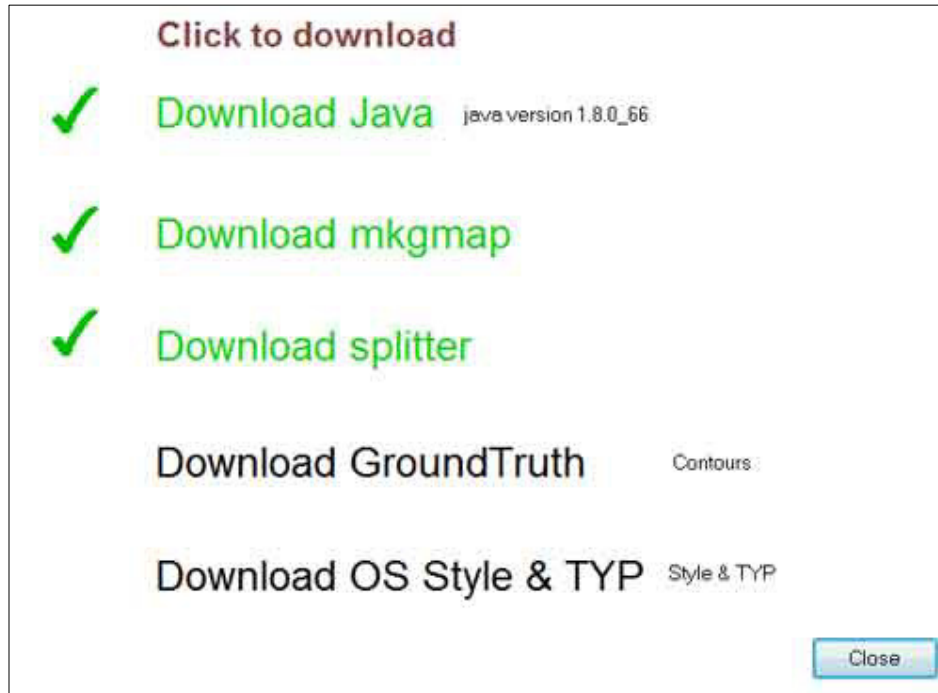 Click to download
Download Java java version 1.8.0_66
Download mkgmap
Download splitter
Download GroundTruth Contours
Download OS Style & TYP Style & TYP
Close